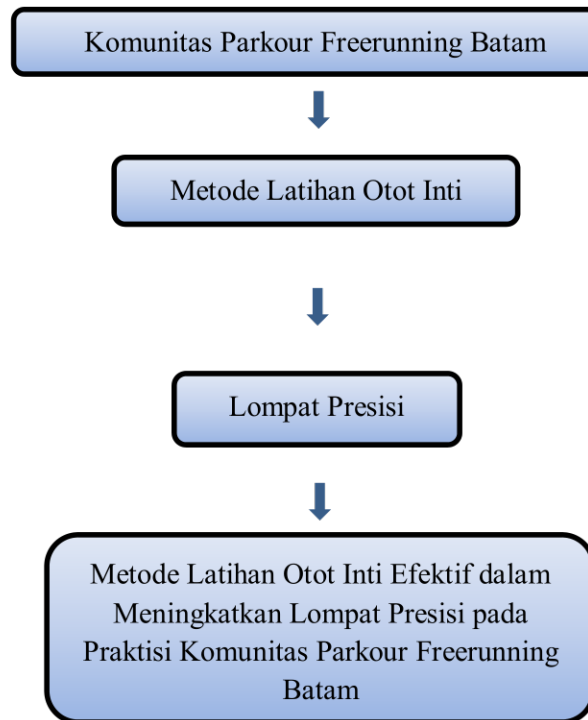 Komunitas Parkour Freerunning Batam
Metode Latihan Otot Inti
Lompat Presisi
Metode Latihan Otot Inti Efektif dalam
Meningkatkan Lompat Presisi pada
Praktisi Komunitas Parkour Freerunning
Batam